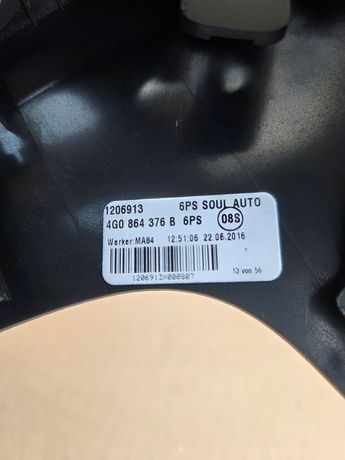 1206913 6PS SOUL AUTO
4G0 864 376 B 6PS 08S
Werker:MA84 12:51:06 22.06.2016
1206913X000807 13 von 56